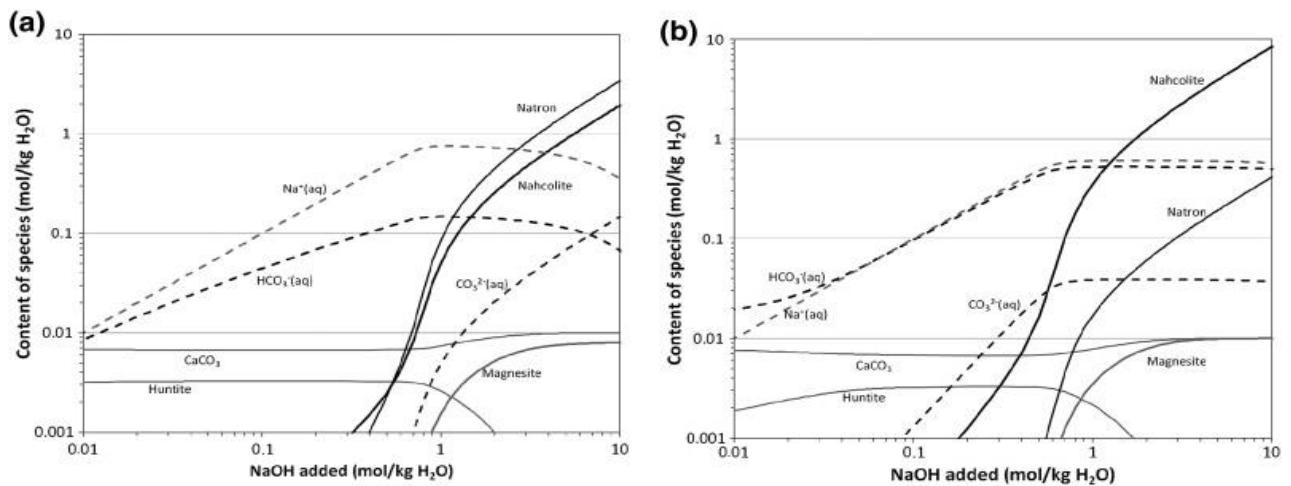 (a)
Content of species (mol/kg H₂O)
10
1
0.1
0.01
0.001
Natron
Nahcolite
Na⁺(aq)
HCO₃⁻(aq)
CO₃²⁻(aq)
CaCO₃
Magnesite
Huntite
0.01 0.1 1 10
NaOH added (mol/kg H₂O)
(b)
Content of species (mol/kg H₂O)
10
1
0.1
0.01
0.001
Nahcolite
Natron
HCO₃⁻(aq)
Na⁺(aq)
CO₃²⁻(aq)
CaCO₃
Magnesite
Huntite
0.01 0.1 1 10
NaOH added (mol/kg H₂O)